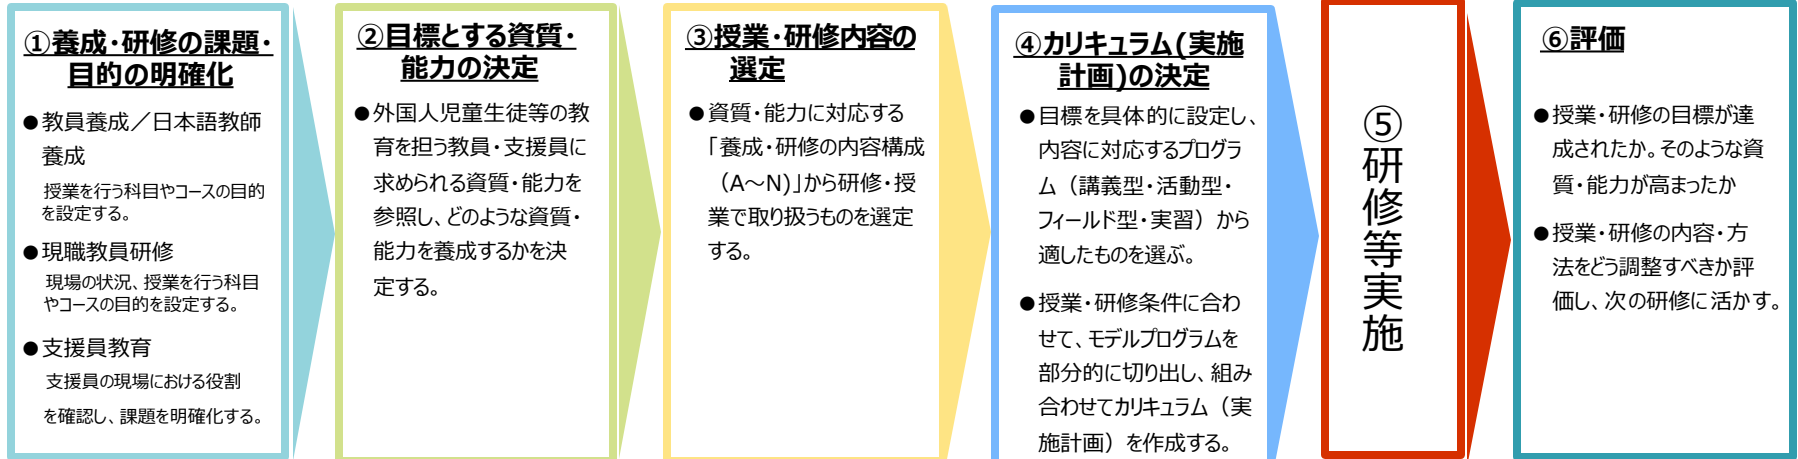 ①養成･研修の課題･
目的の明確化
●教員養成／日本語教師
養成
授業を行う科目やコースの目的
を設定する。
●現職教員研修
現場の状況、授業を行う科目
やコースの目的を設定する。
●支援員教育
支援員の現場における役割
を確認し、課題を明確化する。
②目標とする資質･
能力の決定
●外国人児童生徒等の教
育を担う教員･支援員に
求められる資質･能力を
参照し、どのような資質･
能力を養成するかを決
定する。
③授業･研修内容の
選定
●資質･能力に対応する
「養成･研修の内容構成
（A～N)」から研修･授
業で取り扱うものを選定
する。
④カリキュラム(実施
計画)の決定
●目標を具体的に設定し、
内容に対応するプログラ
ム（講義型･活動型･
フィールド型･実習）から
適したものを選ぶ。
●授業･研修条件に合わ
せて、モデルプログラムを
部分的に切り出し、組み
合わせてカリキュラム（実
施計画）を作成する。
⑤研修等実施
⑥評価
●授業･研修の目標が達
成されたか。そのような資
質･能力が高まったか
●授業･研修の内容･方
法をどう調整すべきか評
価し、次の研修に活かす。